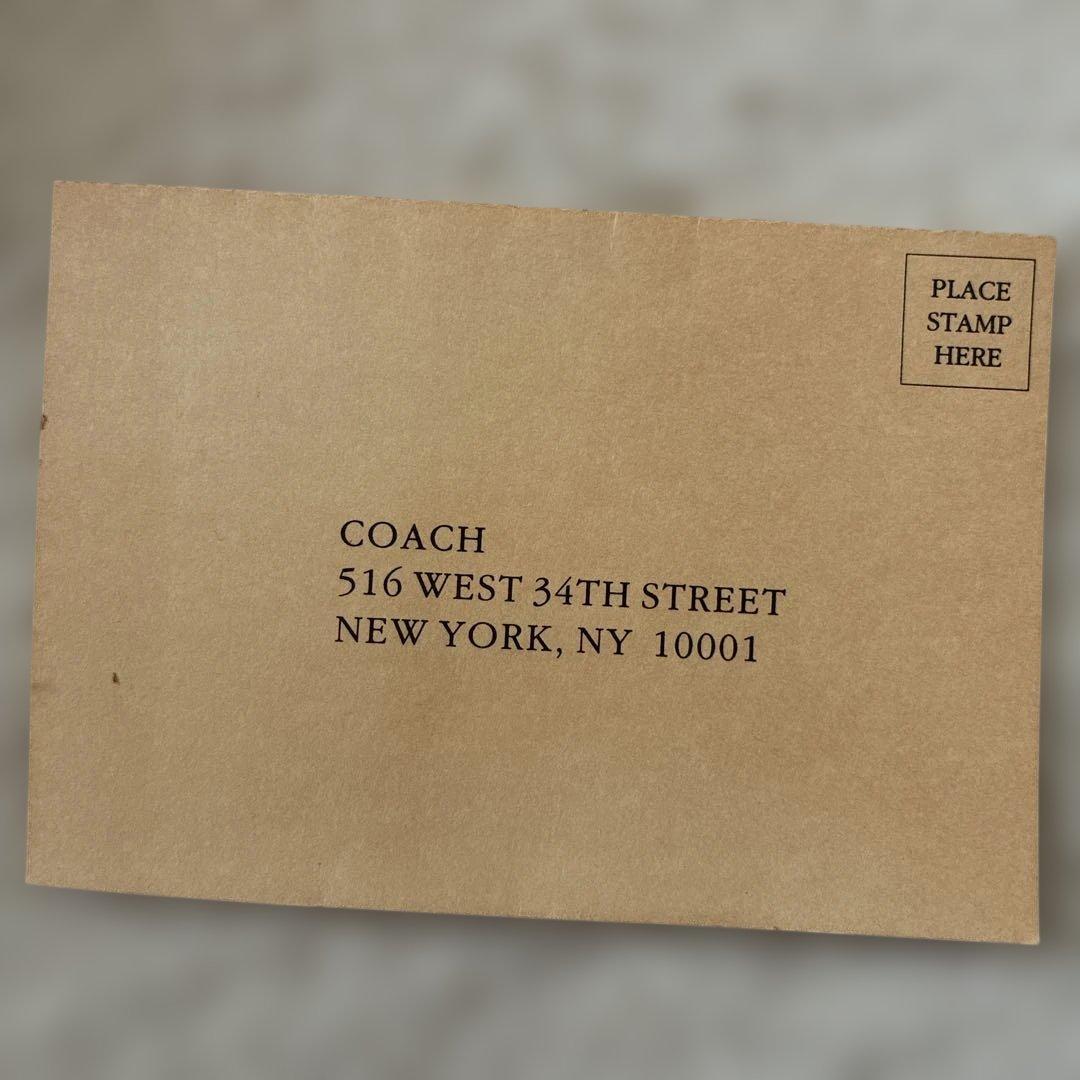 PLACE
STAMP
HERE
COACH
516 WEST 34TH STREET
NEW YORK, NY  10001